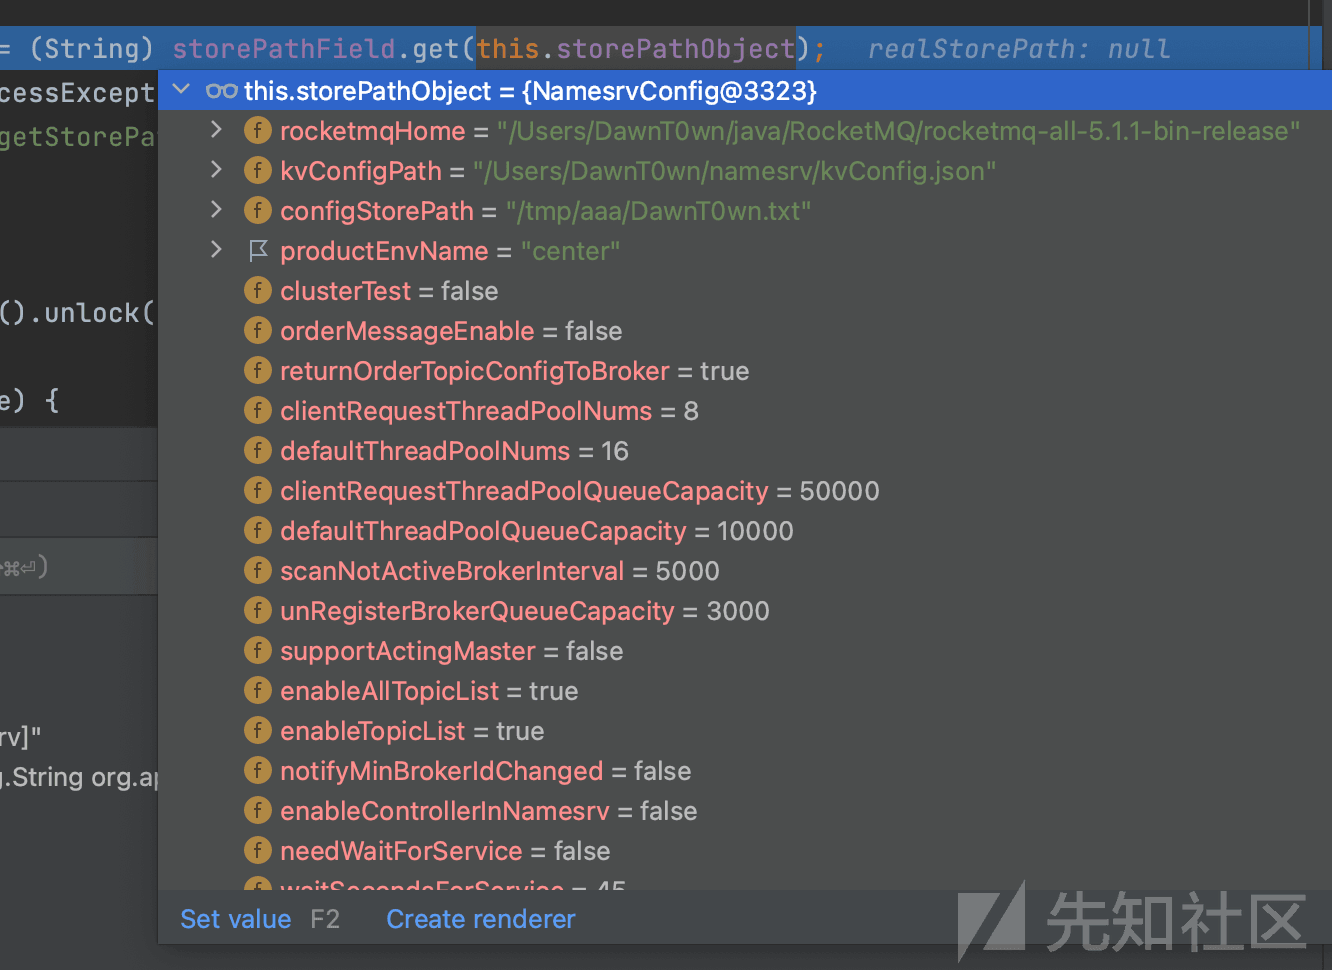 = (String) storePathField.get(this.storePathObject); realStorePath: null
cessExcept
this.storePathObject = {NamesrvConfig@3323}
getStorePa
rocketmqHome = "/Users/DawnT0wn/java/RocketMQ/rocketmq-all-5.1.1-bin-release"
kvConfigPath = "/Users/DawnT0wn/namesrv/kvConfig.json"
configStorePath = "/tmp/aaa/DawnT0wn.txt"
productEnvName = "center"
clusterTest = false
().unlock(
orderMessageEnable = false
returnOrderTopicConfigToBroker = true
e) {
clientRequestThreadPoolNums = 8
defaultThreadPoolNums = 16
clientRequestThreadPoolQueueCapacity = 50000
defaultThreadPoolQueueCapacity = 10000
⌘⏎)
scanNotActiveBrokerInterval = 5000
unRegisterBrokerQueueCapacity = 3000
supportActingMaster = false
enableAllTopicList = true
enableTopicList = true
rv]"
notifyMinBrokerIdChanged = false
g.String org.ap
enableControllerInNamesrv = false
needWaitForService = false
waitSecondsForService = 45
Set value F2 Create renderer
先知社区